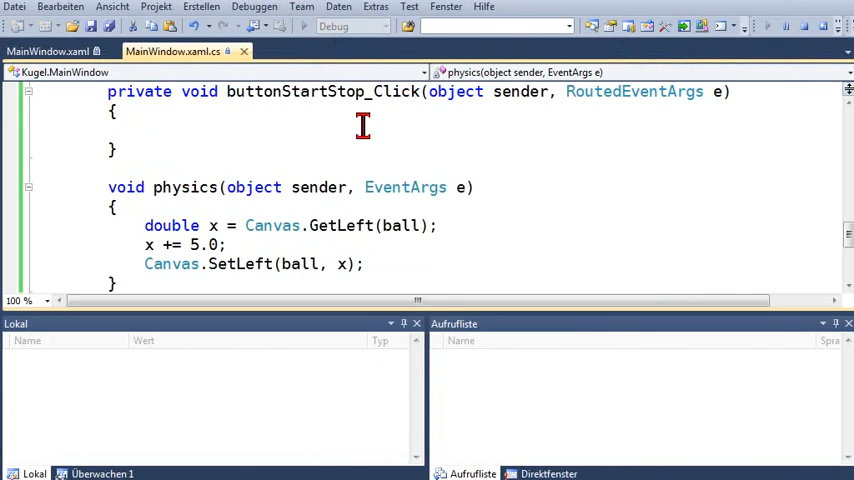 Datei Bearbeiten Ansicht Projekt Erstellen Debuggen Team Daten Extras Test Fenster Hilfe
Debug
MainWindow.xaml MainWindow.xaml.cs
Kugel.MainWindow physics(object sender, EventArgs e)
private void buttonStartStop_Click(object sender, RoutedEventArgs e)
{
}
void physics(object sender, EventArgs e)
{
double x = Canvas.GetLeft(ball);
x += 5.0;
Canvas.SetLeft(ball, x);
}
100 %
Lokal Aufrufliste
Name Wert Typ Name Spra
Lokal Überwachen 1 Aufrufliste Direktfenster